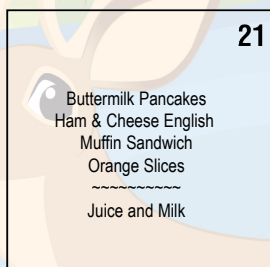 21
Buttermilk Pancakes
Ham & Cheese English
Muffin Sandwich
Orange Slices
~~~~~~~~~~
Juice and Milk